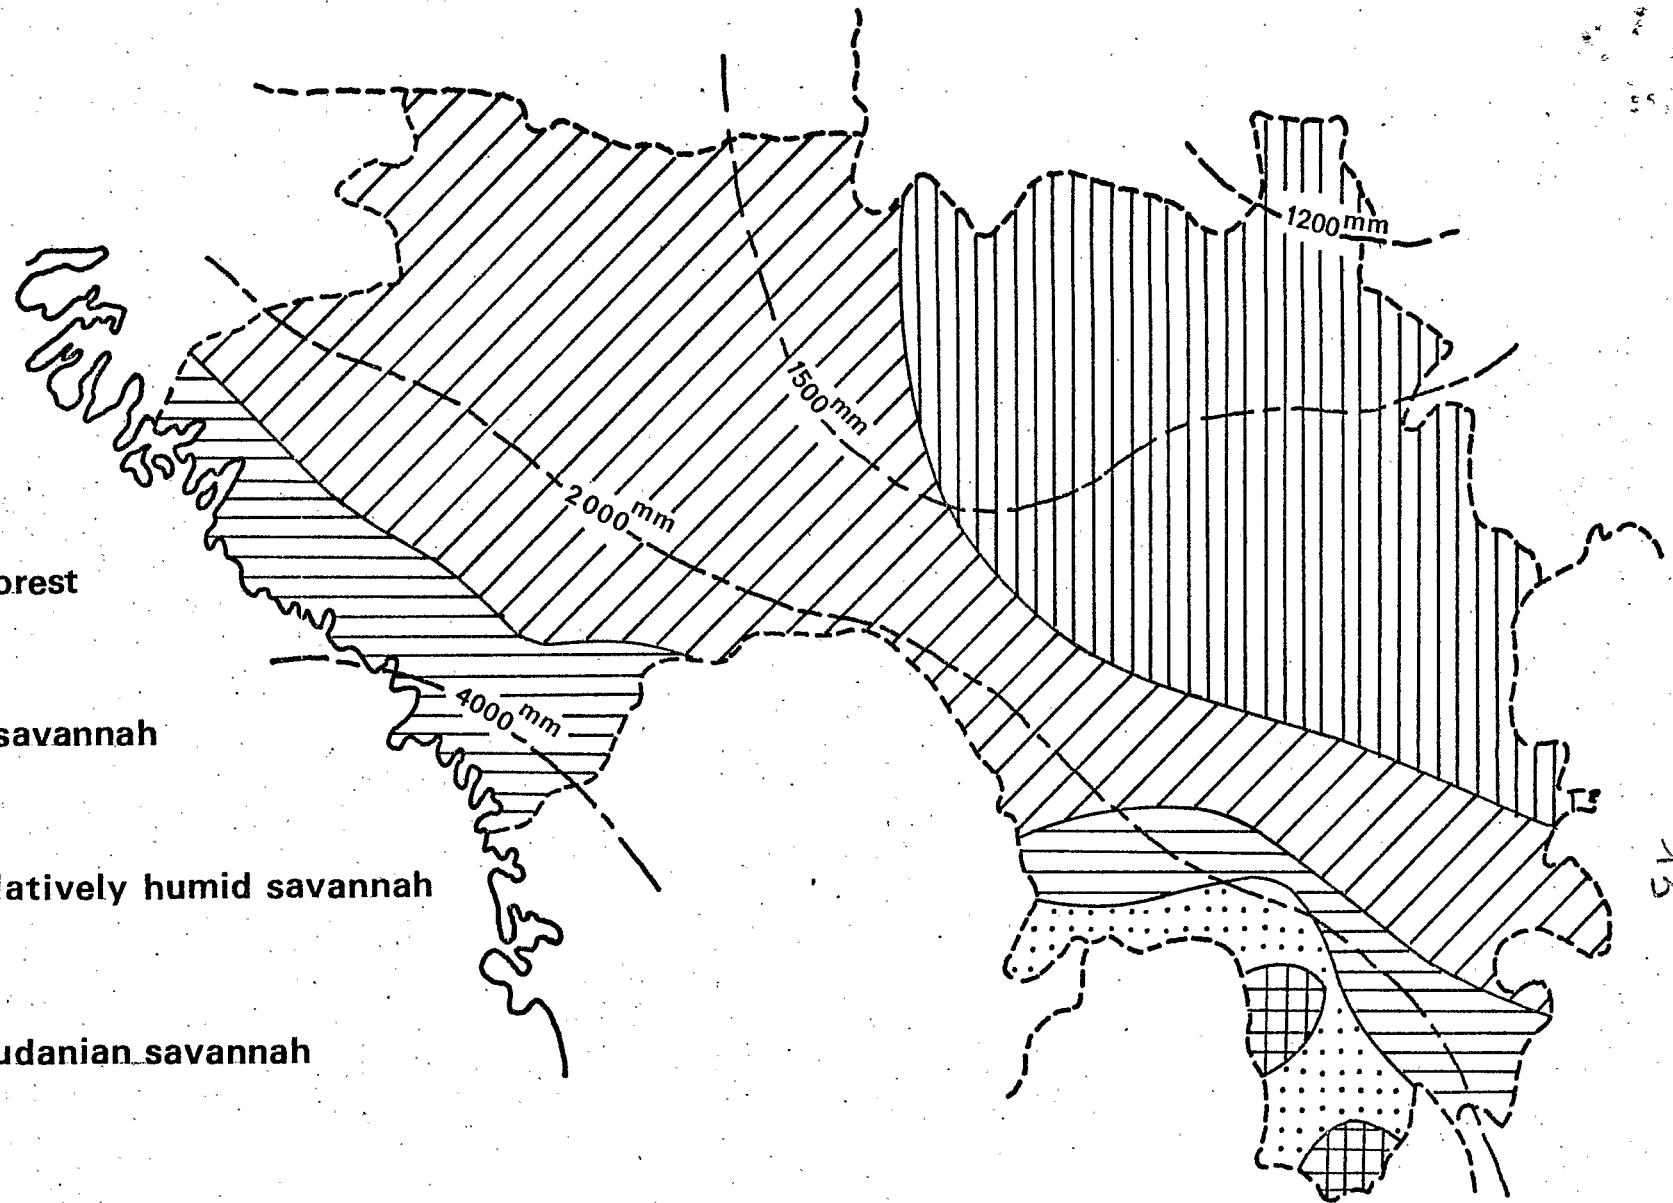 1200mm
1500mm
2000mm
orest
4000mm
savannah
latively humid savannah
udanian savannah